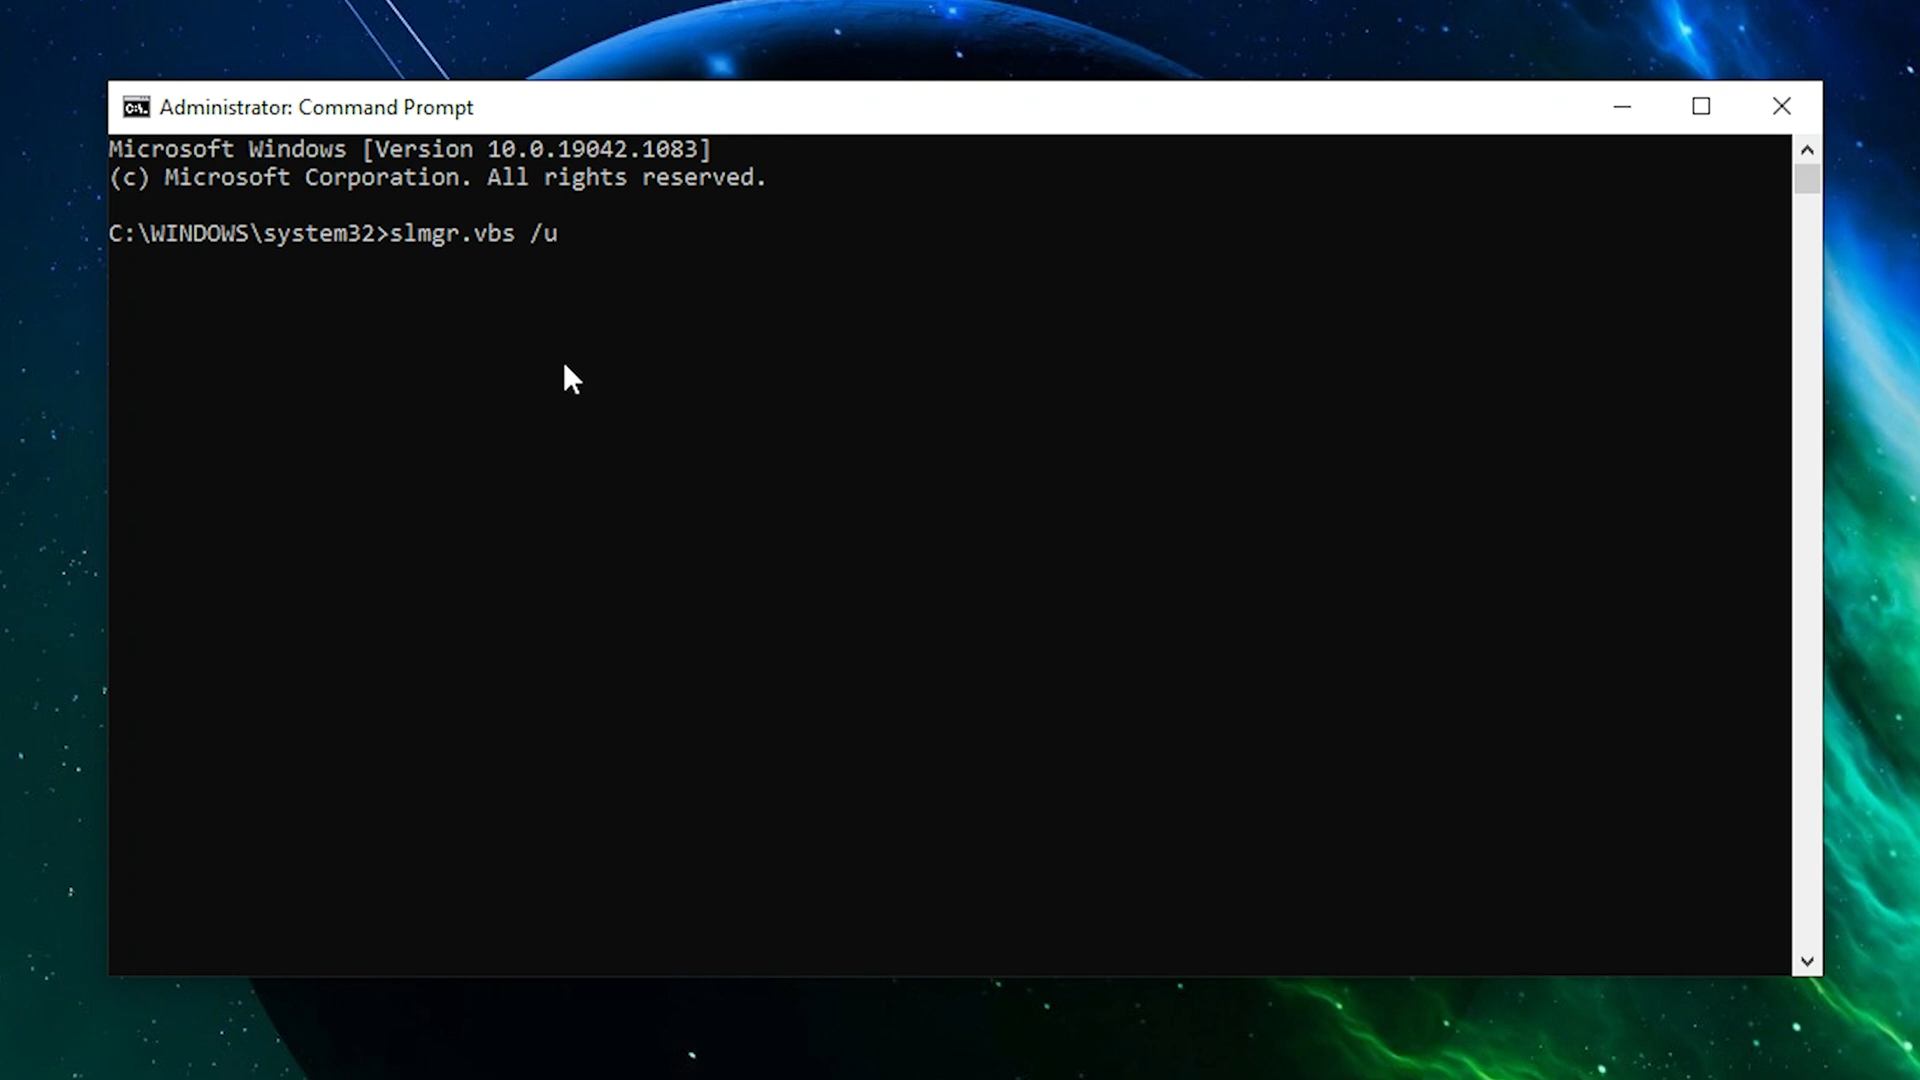 Administrator: Command Prompt
Microsoft Windows [Version 10.0.19042.1083]
(c) Microsoft Corporation. All rights reserved.
C:\WINDOWS\system32>slmgr.vbs /u